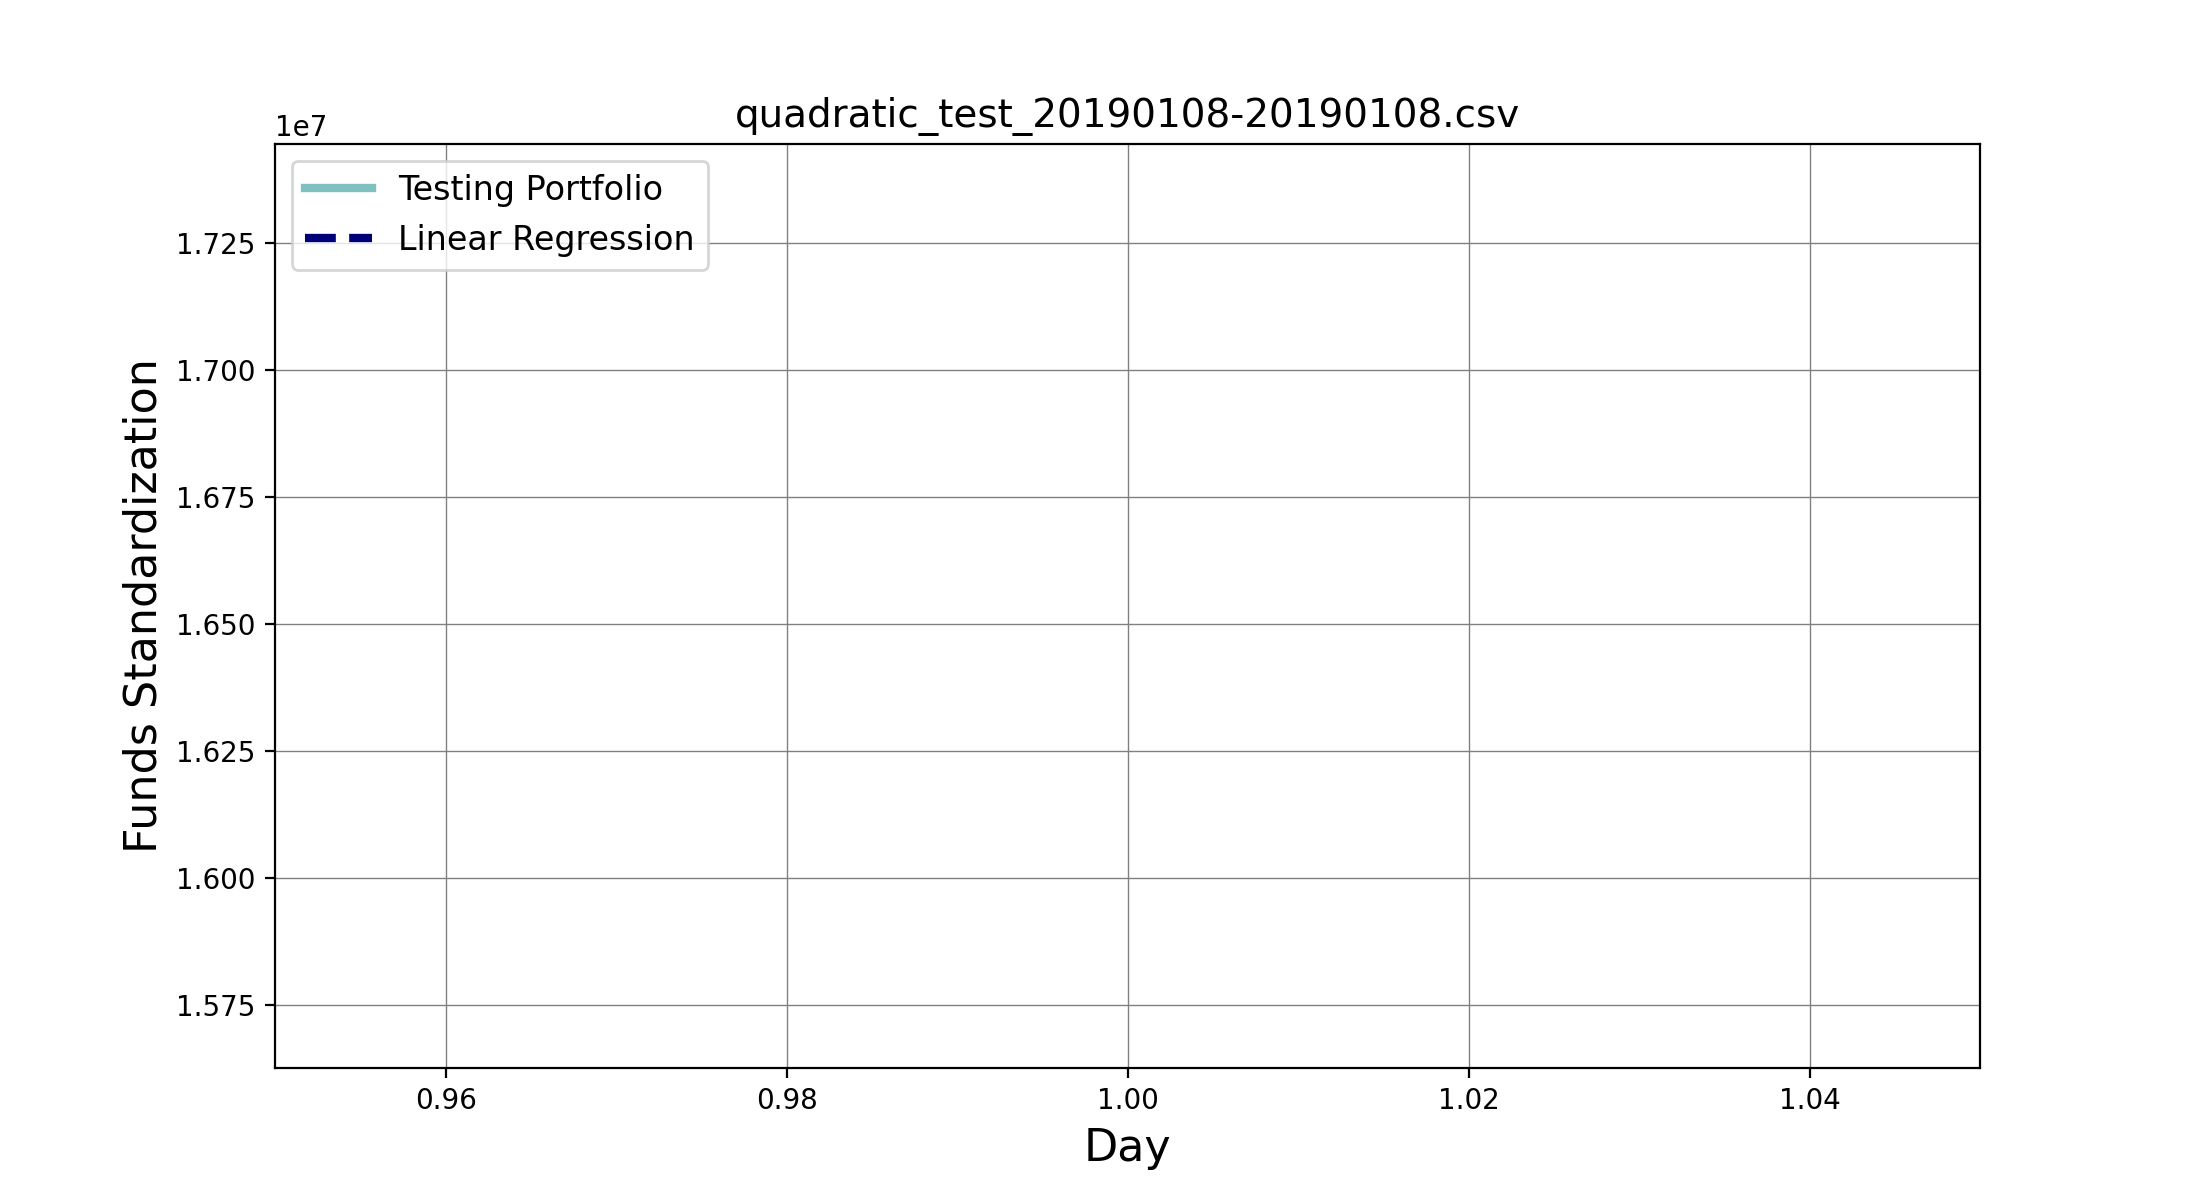 quadratic_test_20190108-20190108.csv
1e7
Testing Portfolio
Linear Regression
1.725
1.700
1.675
1.650
1.625
1.600
1.575
Funds Standardization
0.96 0.98 1.00 1.02 1.04
Day